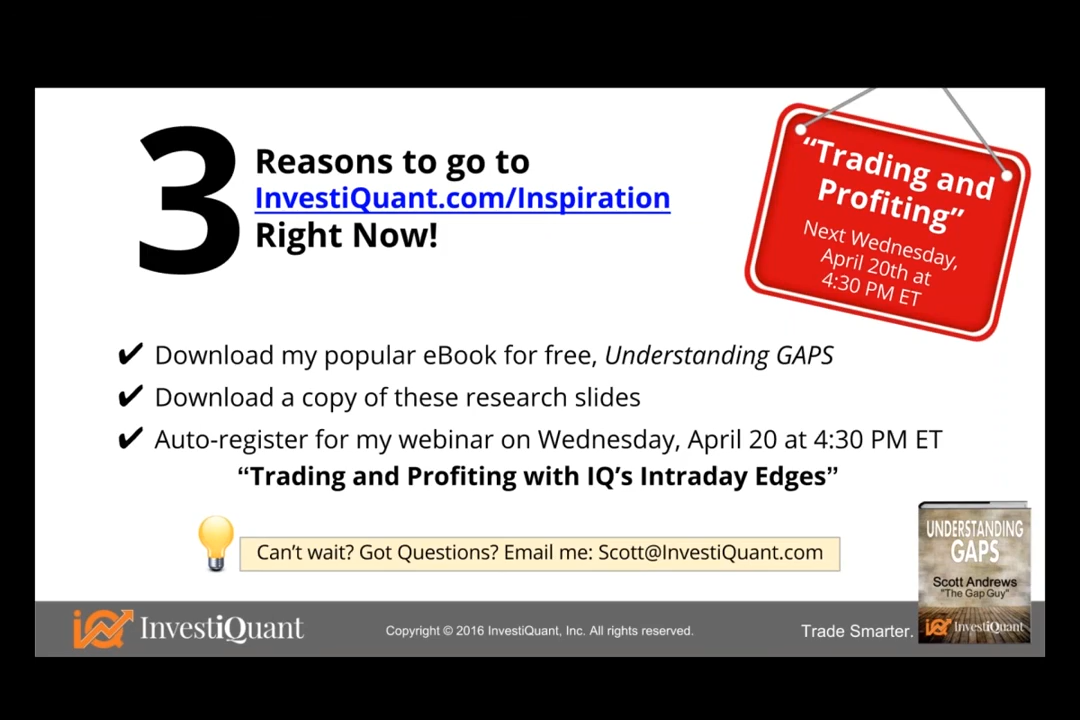 3
Reasons to go to
InvestiQuant.com/Inspiration
Right Now!
“Trading and
Profiting”
Next Wednesday,
April 20th at
4:30 PM ET
✔ Download my popular eBook for free, Understanding GAPS
✔ Download a copy of these research slides
✔ Auto-register for my webinar on Wednesday, April 20 at 4:30 PM ET
“Trading and Profiting with IQ’s Intraday Edges”
Can’t wait? Got Questions? Email me: Scott@InvestiQuant.com
UNDERSTANDING
GAPS
Scott Andrews
"The Gap Guy"
iQ InvestiQuant
iQ InvestiQuant
Copyright © 2016 InvestiQuant, Inc. All rights reserved.
Trade Smarter.